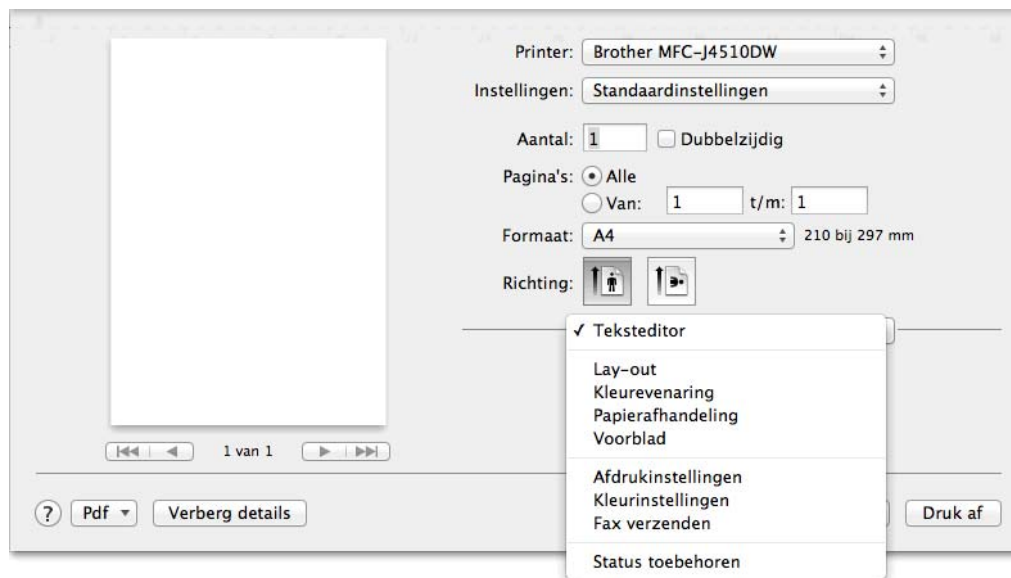 Printer: Brother MFC-J4510DW
Instellingen: Standaardinstellingen
Aantal: 1 Dubbelzijdig
Pagina's: Alle
Van: 1 t/m: 1
Formaat: A4 210 bij 297 mm
Richting:
✓ Teksteditor
Lay-out
Kleurevenaring
Papierafhandeling
Voorblad
1 van 1
Afdrukinstellingen
Kleurinstellingen
Fax verzenden
Status toebehoren
? Pdf Verberg details Druk af